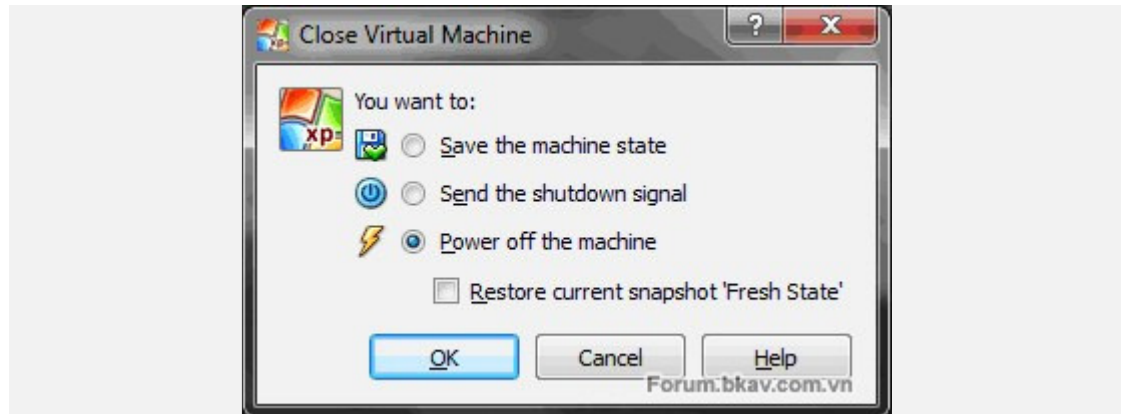 Close Virtual Machine
?
X
You want to:
xp
Save the machine state
Send the shutdown signal
Power off the machine
Restore current snapshot 'Fresh State'
OK
Cancel
Help
Forum.bkav.com.vn